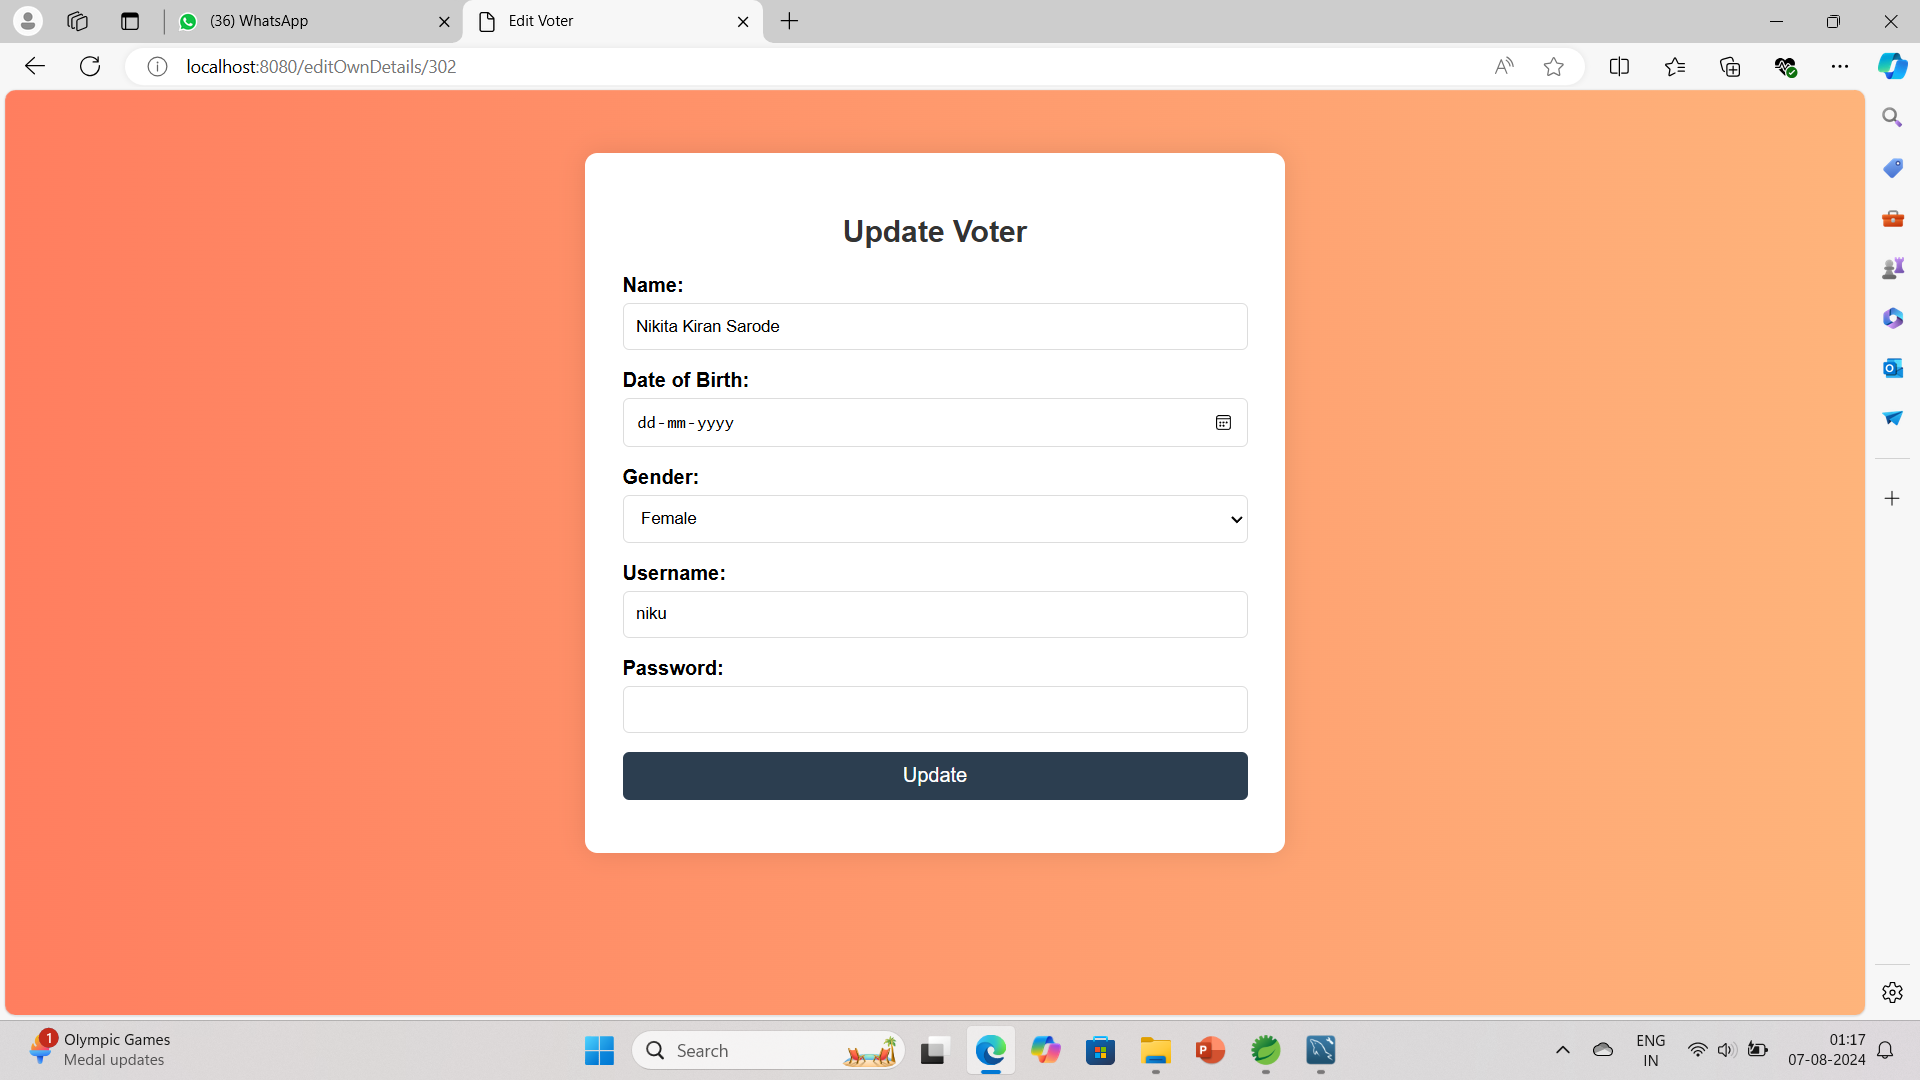 (36) WhatsApp
Edit Voter
localhost:8080/editOwnDetails/302
Update Voter
Name:
Nikita Kiran Sarode
Date of Birth:
dd-mm-yyyy
Gender:
Female
Username:
niku
Password:
Update
1
Olympic Games
Medal updates
Search
ENG
IN
01:17
07-08-2024